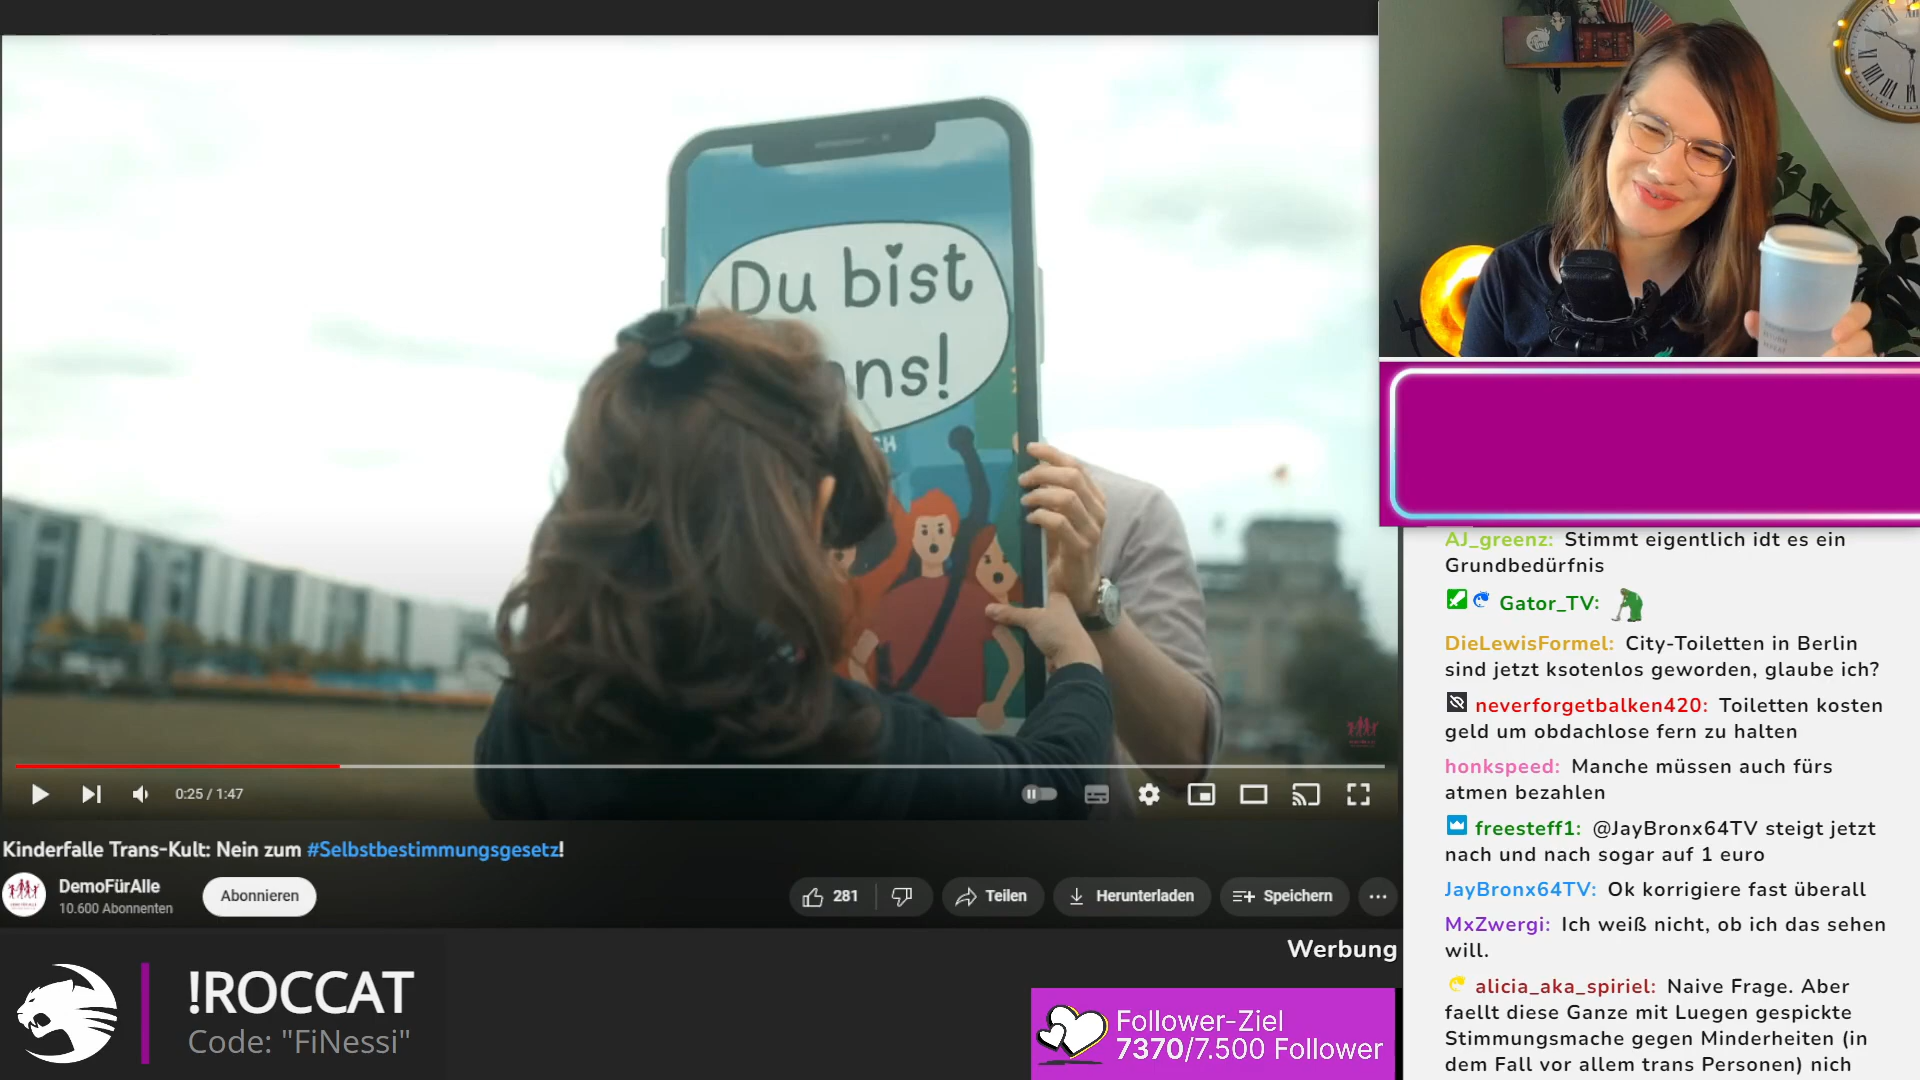 Du bist
ns!
CH
0:25 / 1:47
Kinderfalle Trans-Kult: Nein zum #Selbstbestimmungsgesetz!
DemoFürAlle
10.600 Abonnenten
Abonnieren
281
Teilen
Herunterladen
Speichern
Werbung
!ROCCAT
Code: "FiNessi"
Follower-Ziel
7370/7.500 Follower
AJ_greenz: Stimmt eigentlich idt es ein
Grundbedürfnis
Gator_TV:
DieLewisFormel: City-Toiletten in Berlin
sind jetzt ksotenlos geworden, glaube ich?
neverforgetbalken420: Toiletten kosten
geld um obdachlose fern zu halten
honkspeed: Manche müssen auch fürs
atmen bezahlen
freesteff1: @JayBronx64TV steigt jetzt
nach und nach sogar auf 1 euro
JayBronx64TV: Ok korrigiere fast überall
MxZwergi: Ich weiß nicht, ob ich das sehen
will.
alicia_aka_spiriel: Naive Frage. Aber
faellt diese Ganze mit Luegen gespickte
Stimmungsmache gegen Minderheiten (in
dem Fall vor allem trans Personen) nich